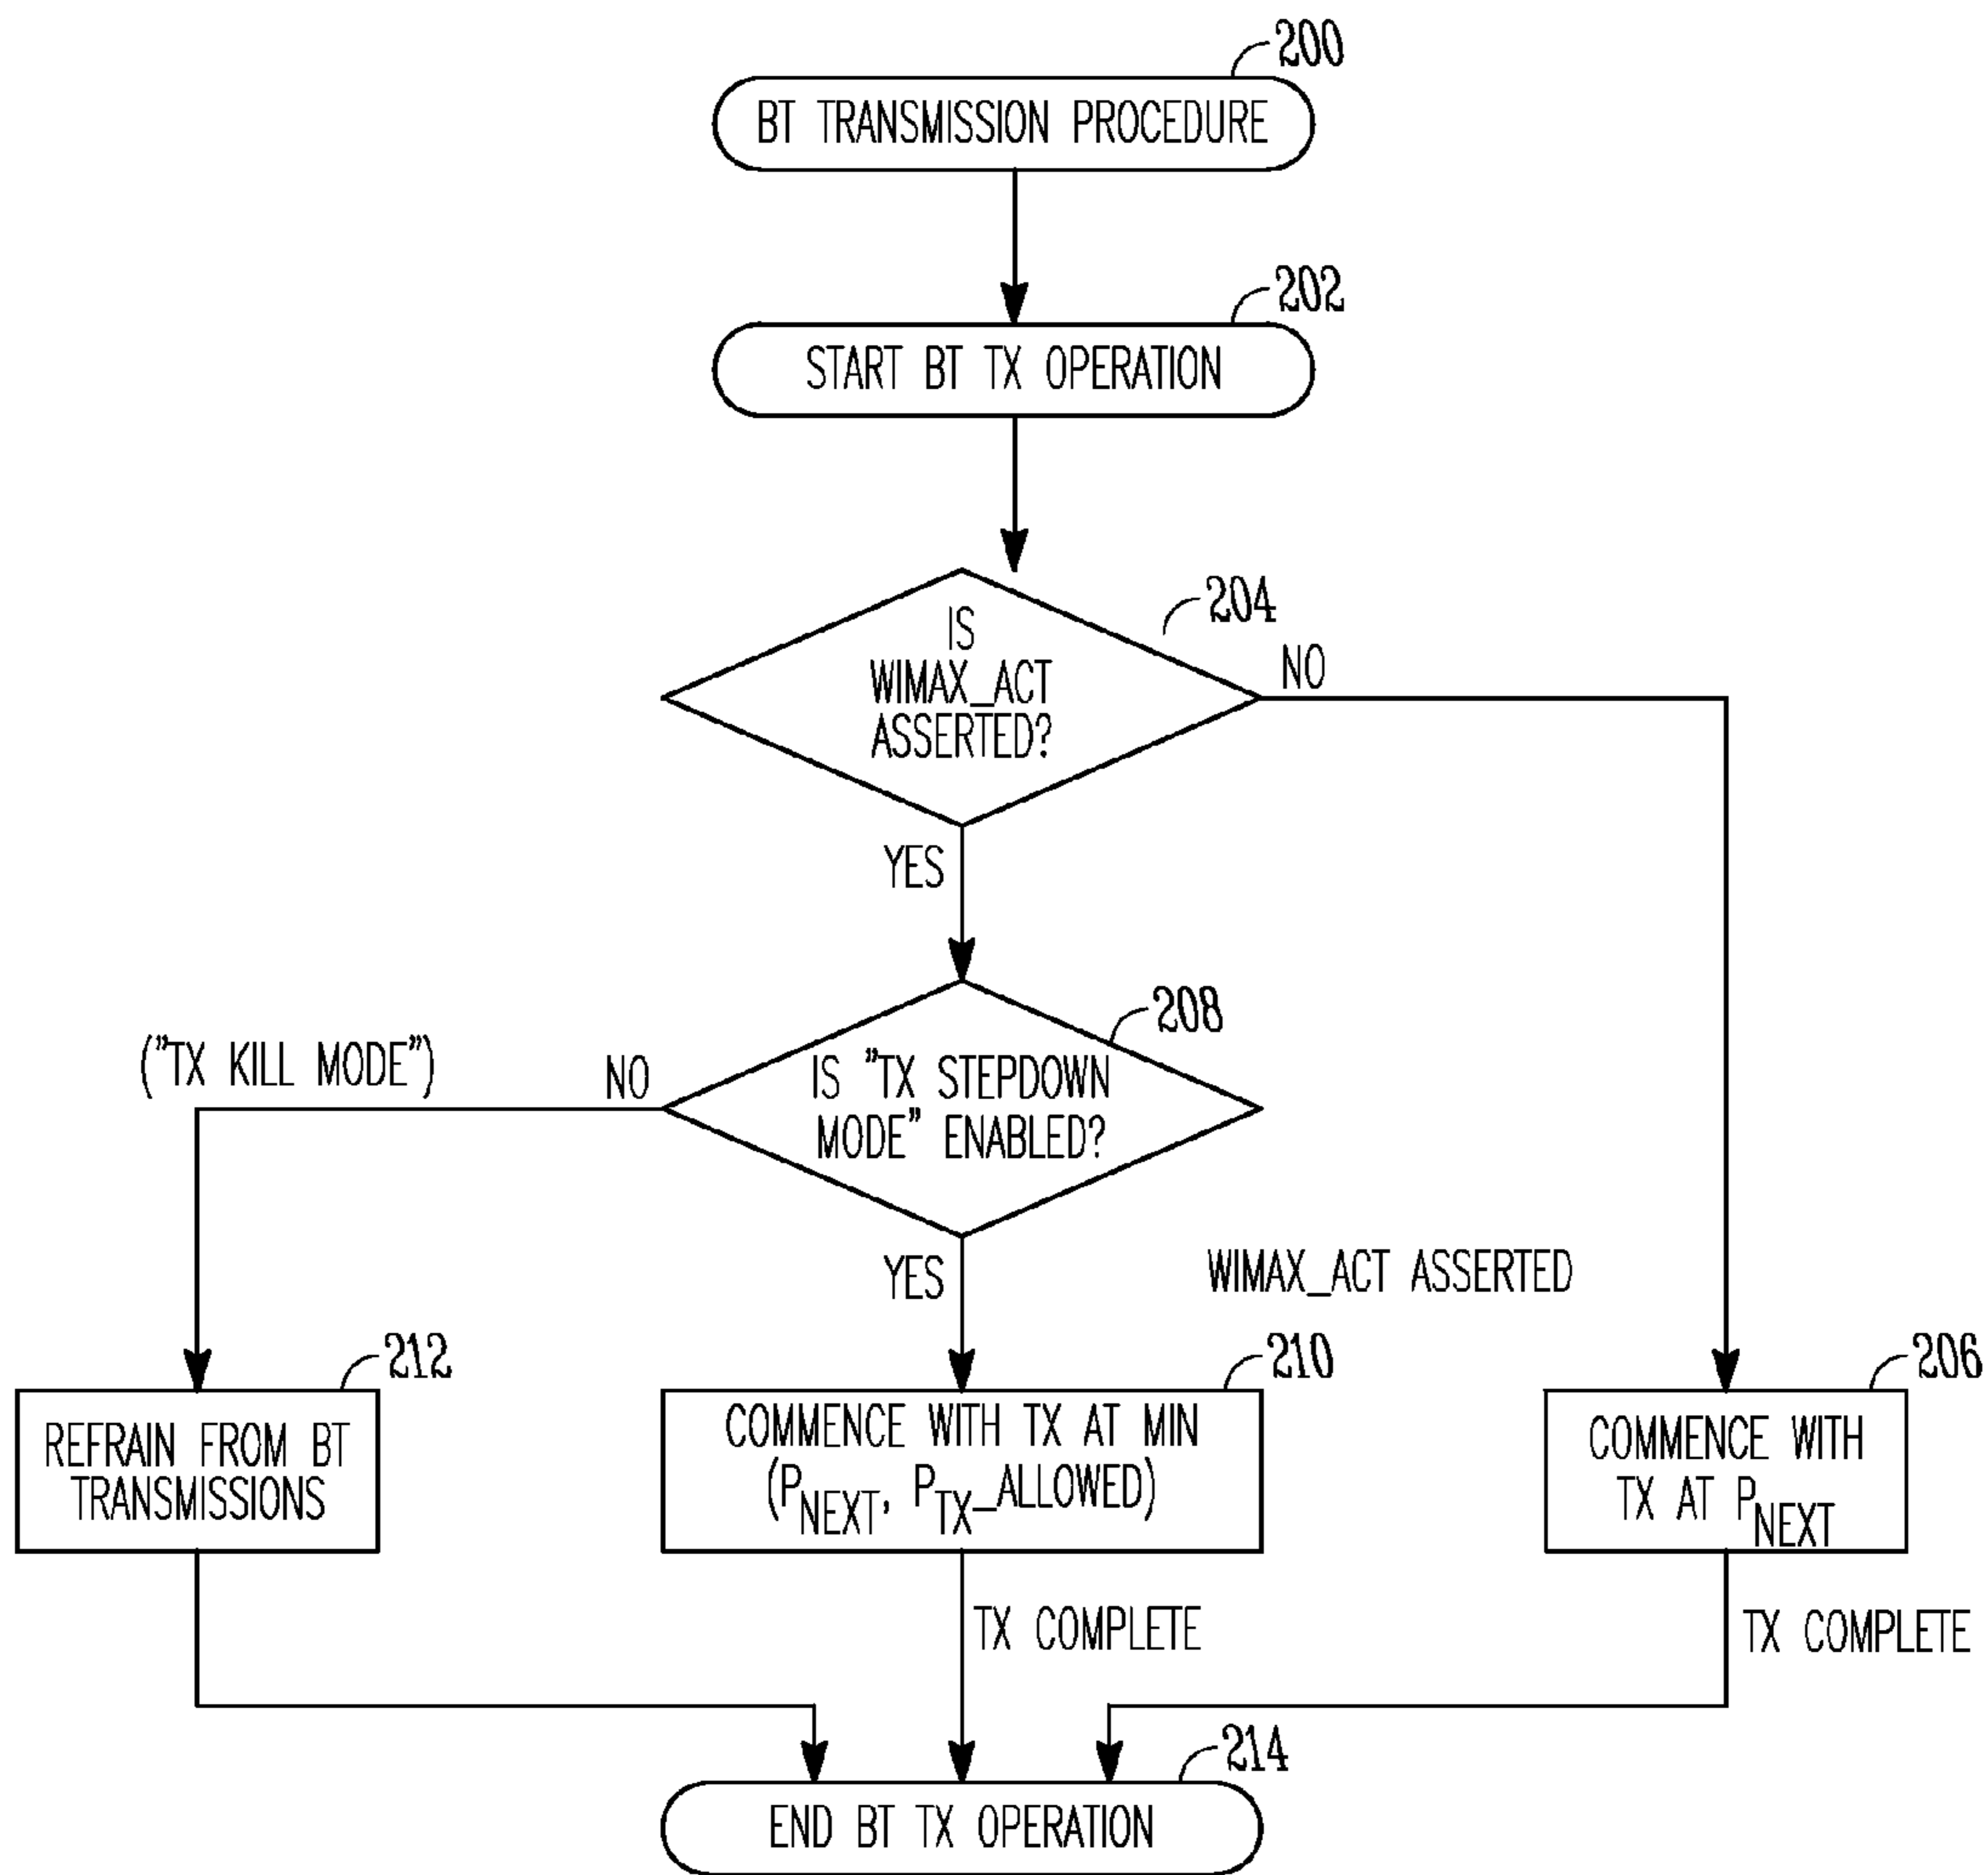 200
BT TRANSMISSION PROCEDURE
202
START BT TX OPERATION
204
IS
WIMAX_ACT
ASSERTED?
NO
YES
208
IS "TX STEPDOWN
MODE" ENABLED?
("TX KILL MODE")
NO
YES
WIMAX_ACT ASSERTED
212
REFRAIN FROM BT
TRANSMISSIONS
210
COMMENCE WITH TX AT MIN
(PNEXT, PTX_ALLOWED)
206
COMMENCE WITH
TX AT PNEXT
TX COMPLETE
TX COMPLETE
214
END BT TX OPERATION